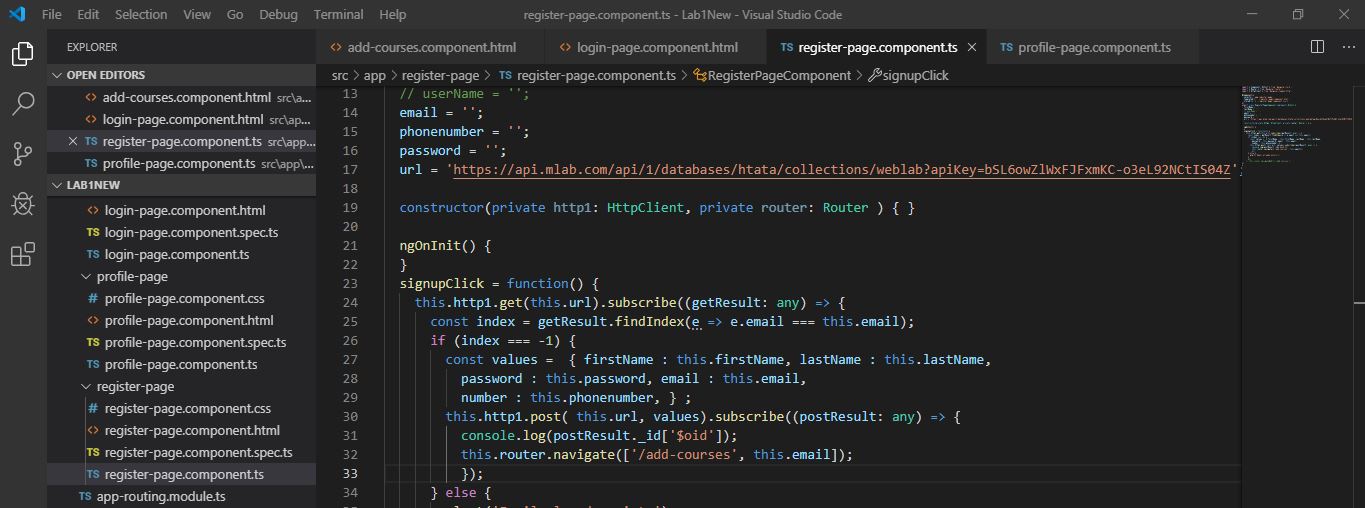 File Edit Selection View Go Debug Terminal Help register-page.component.ts - Lab1New - Visual Studio Code
EXPLORER
OPEN EDITORS
add-courses.component.html src\a...
login-page.component.html src\ap...
TS register-page.component.ts src\app...
TS profile-page.component.ts src\app\...
LAB1NEW
login-page.component.html
TS login-page.component.spec.ts
TS login-page.component.ts
profile-page
# profile-page.component.css
profile-page.component.html
TS profile-page.component.spec.ts
TS profile-page.component.ts
register-page
# register-page.component.css
register-page.component.html
TS register-page.component.spec.ts
TS register-page.component.ts
TS app-routing.module.ts
add-courses.component.html login-page.component.html TS register-page.component.ts TS profile-page.component.ts
src > app > register-page > TS register-page.component.ts > RegisterPageComponent > signupClick
13 // userName = '';
14 email = '';
15 phonenumber = '';
16 password = '';
17 url = 'https://api.mlab.com/api/1/databases/htata/collections/weblab?apiKey=bSL6owZlWxFJFxmKC-o3eL92NCtIS04Z';
18
19 constructor(private http1: HttpClient, private router: Router ) { }
20
21 ngOnInit() {
22 }
23 signupClick = function() {
24 this.http1.get(this.url).subscribe((getResult: any) => {
25 const index = getResult.findIndex(e => e.email === this.email);
26 if (index === -1) {
27 const values = { firstName : this.firstName, lastName : this.lastName,
28 password : this.password, email : this.email,
29 number : this.phonenumber, } ;
30 this.http1.post( this.url, values).subscribe((postResult: any) => {
31 console.log(postResult._id['$oid']);
32 this.router.navigate(['/add-courses', this.email]);
33 });
34 } else {